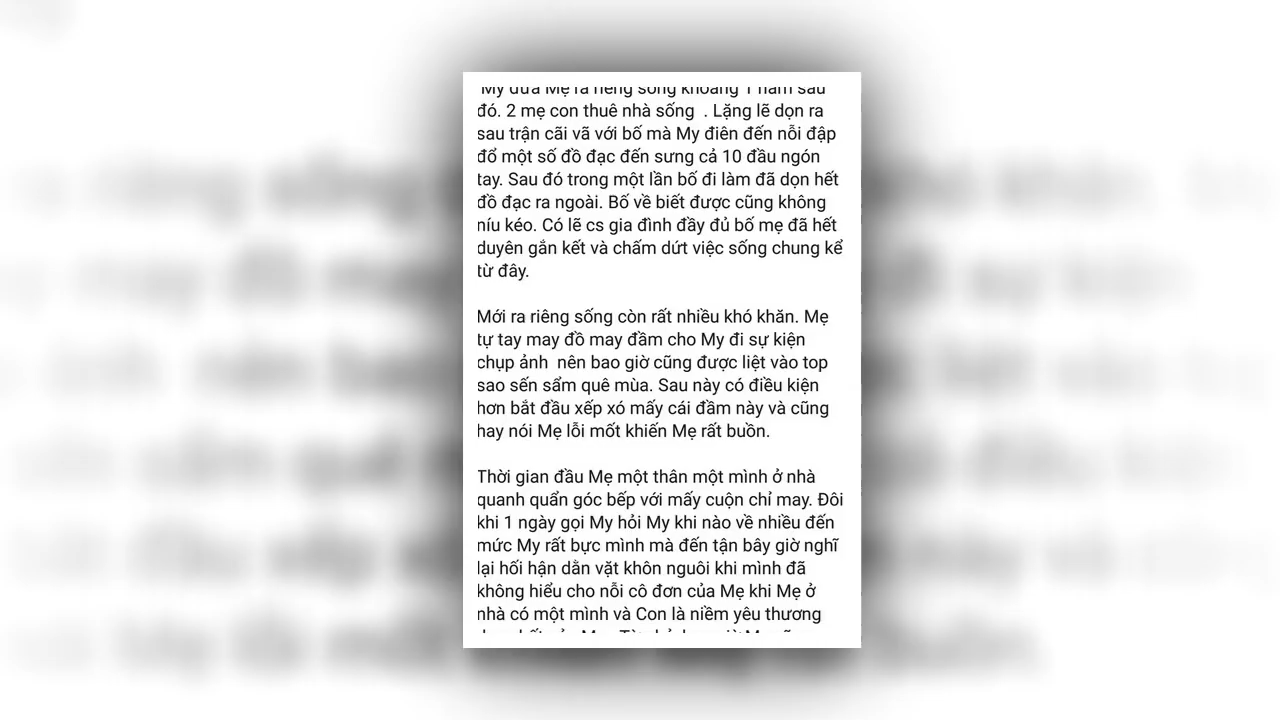 My đưa Mẹ ra riêng sống khoảng 1 năm sau
đó. 2 mẹ con thuê nhà sống  . Lặng lẽ dọn ra
sau trận cãi vã với bố mà My điên đến nỗi đập
đổ một số đồ đạc đến sưng cả 10 đầu ngón
tay. Sau đó trong một lần bố đi làm đã dọn hết
đồ đạc ra ngoài. Bố về biết được cũng không
níu kéo. Có lẽ cs gia đình đầy đủ bố mẹ đã hết
duyên gắn kết và chấm dứt việc sống chung kể
từ đây.
Mới ra riêng sống còn rất nhiều khó khăn. Mẹ
tự tay may đồ may đầm cho My đi sự kiện
chụp ảnh  nên bao giờ cũng được liệt vào top
sao sến sẩm quê mùa. Sau này có điều kiện
hơn bắt đầu xếp xó mấy cái đầm này và cũng
hay nói Mẹ lỗi mốt khiến Mẹ rất buồn.
Thời gian đầu Mẹ một thân một mình ở nhà
quanh quẩn góc bếp với mấy cuộn chỉ may. Đôi
khi 1 ngày gọi My hỏi My khi nào về nhiều đến
mức My rất bực mình mà đến tận bây giờ nghĩ
lại hối hận dằn vặt khôn nguôi khi mình đã
không hiểu cho nỗi cô đơn của Mẹ khi Mẹ ở
nhà có một mình và Con là niềm yêu thương